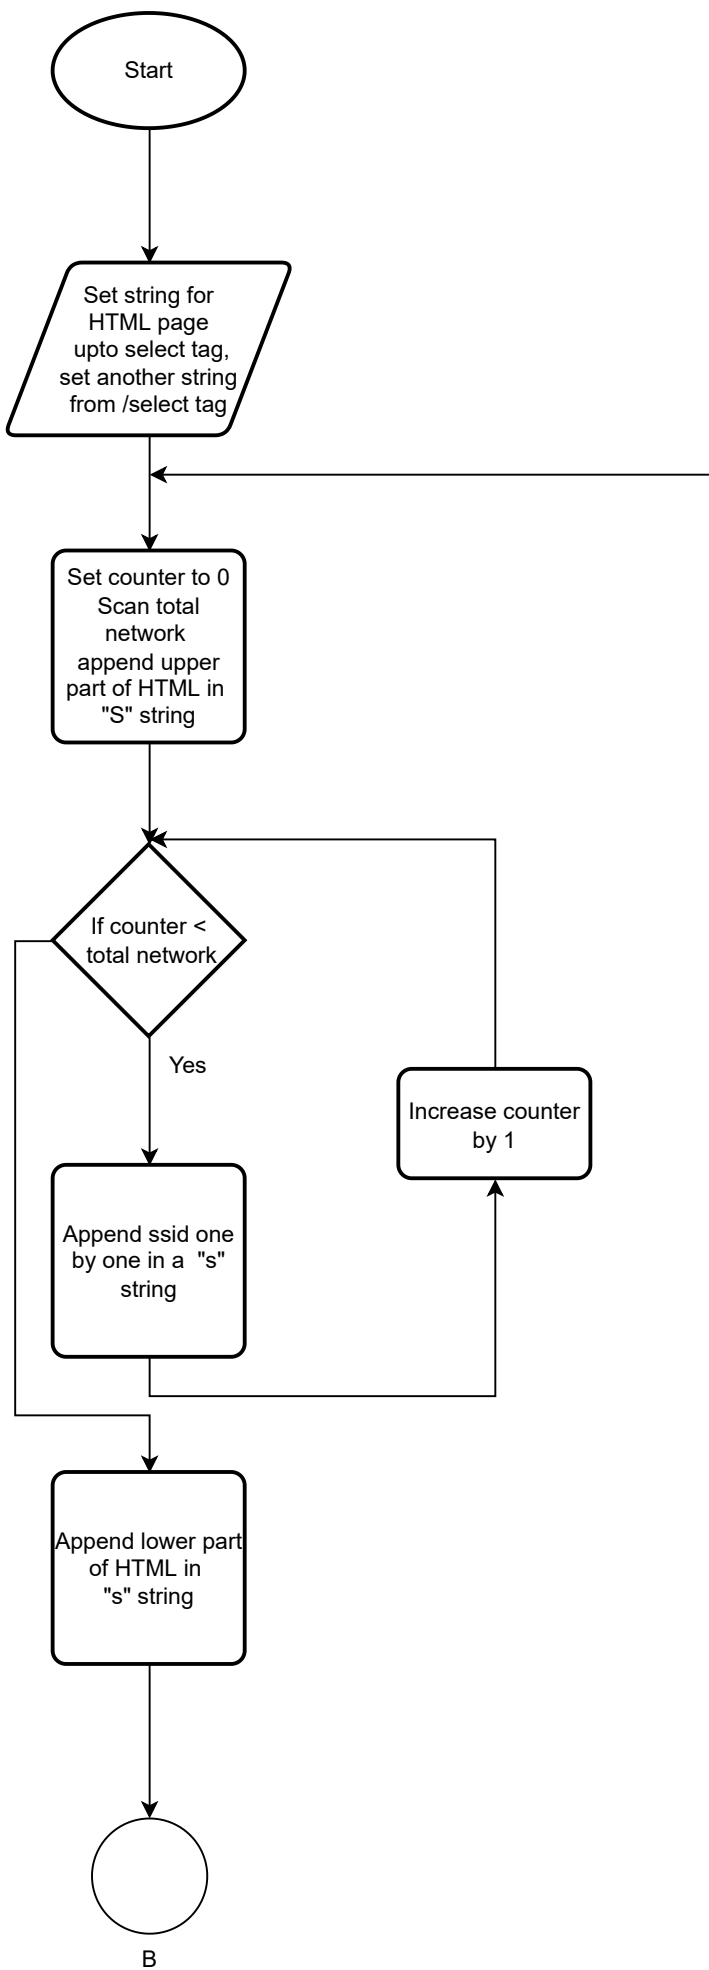 Start
Set string for
HTML page
upto select tag,
set another string
from /select tag
Set counter to 0
Scan total
network
append upper
part of HTML in
"S" string
If counter <
total network
Yes
Increase counter
by 1
Append ssid one
by one in a "s"
string
Append lower part
of HTML in
"s" string
B